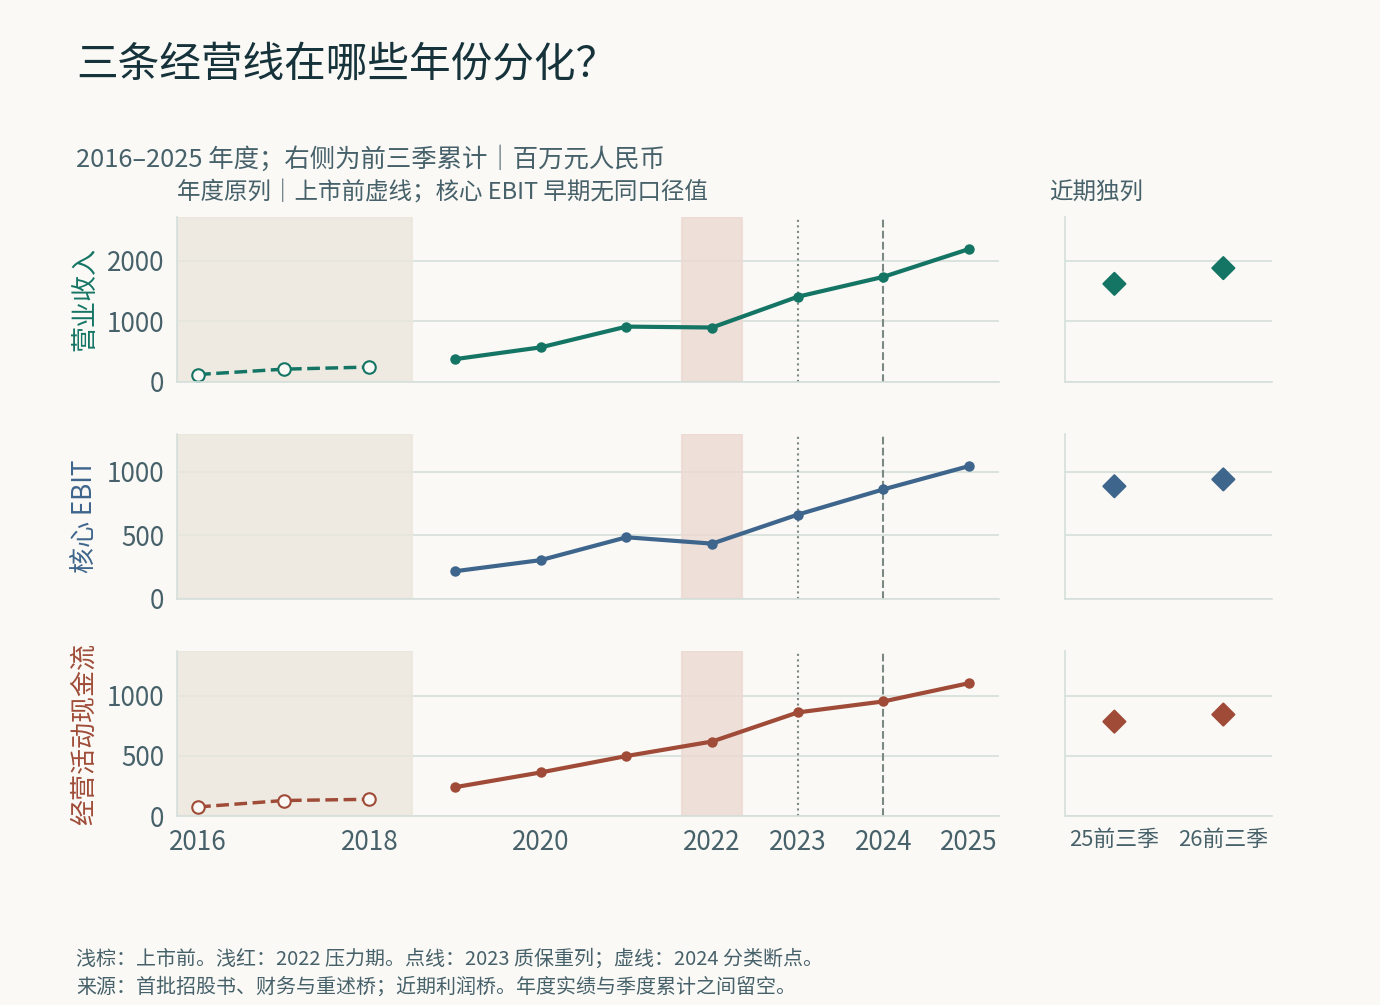 三条经营线在哪些年份分化？
2016–2025 年度；右侧为前三季累计｜百万元人民币
年度原列｜上市前虚线；核心 EBIT 早期无同口径值
近期独列
营业收入
2000
1000
0
核心 EBIT
1000
500
0
经营活动现金流
1000
500
0
2016
2018
2020
2022
2023
2024
2025
25前三季
26前三季
浅棕：上市前。浅红：2022 压力期。点线：2023 质保重列；虚线：2024 分类断点。
来源：首批招股书、财务与重述桥；近期利润桥。年度实绩与季度累计之间留空。